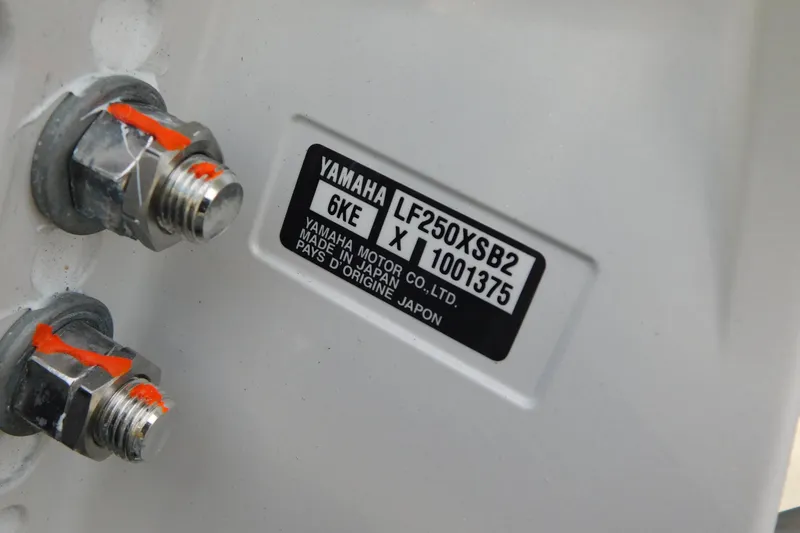 YAMAHA LF250XSB2
6KE X 1001375
YAMAHA MOTOR CO.,LTD.
MADE IN JAPAN
PAYS D'ORIGINE JAPON